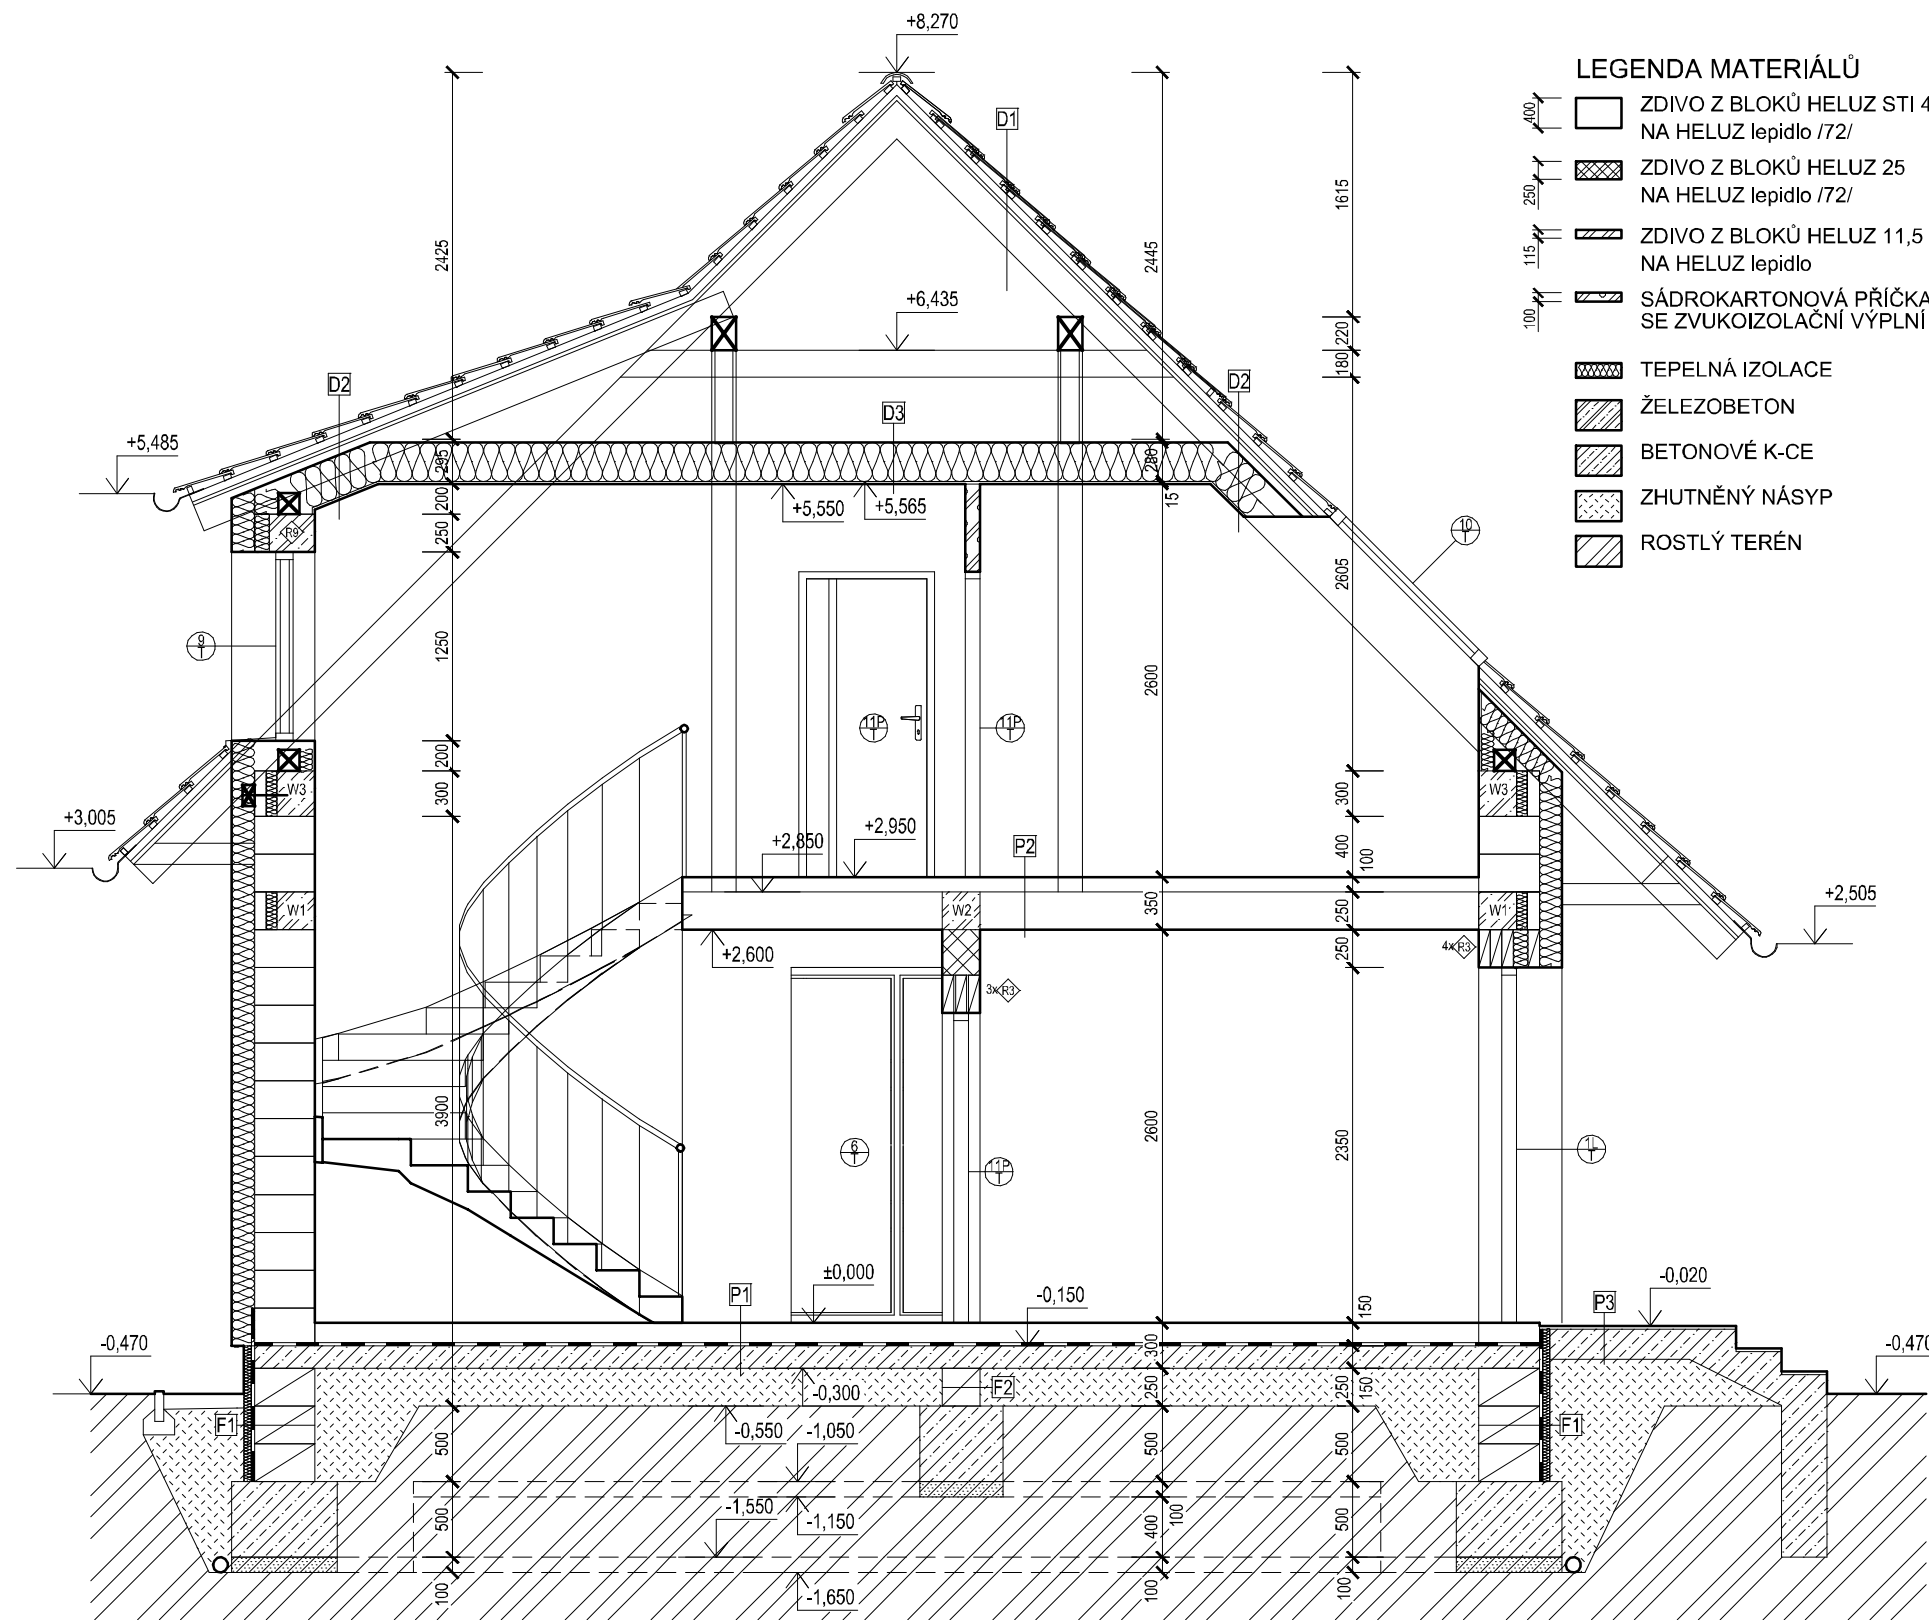 +8,270
LEGENDA MATERIÁLŮ
400
ZDIVO Z BLOKŮ HELUZ STI 4
NA HELUZ lepidlo /72/
250
ZDIVO Z BLOKŮ HELUZ 25
NA HELUZ lepidlo /72/
115
ZDIVO Z BLOKŮ HELUZ 11,5
NA HELUZ lepidlo
100
SÁDROKARTONOVÁ PŘÍČKA
SE ZVUKOIZOLAČNÍ VÝPLNÍ
TEPELNÁ IZOLACE
ŽELEZOBETON
BETONOVÉ K-CE
ZHUTNĚNÝ NÁSYP
ROSTLÝ TERÉN
D1
2425
2445
1615
+6,435
220
180
D2
D3
D2
+5,485
295
280
200
15
+5,550
+5,565
250
R9
10
T
2605
9
T
1250
2600
11P
T
11P
T
200
300
W3
W3
300
+3,005
+2,850
+2,950
P2
400
100
W1
W2
350
W1
250
+2,505
+2,600
250
4x R3
3x R3
3900
2600
2350
6
T
11P
T
1L
±0,000
-0,020
P1
-0,150
150
P3
-0,470
300
-0,470
-0,300
F2
250
250
150
F1
-0,550
-1,050
F1
500
500
500
-1,550
-1,150
500
400
100
500
100
-1,650
100
100